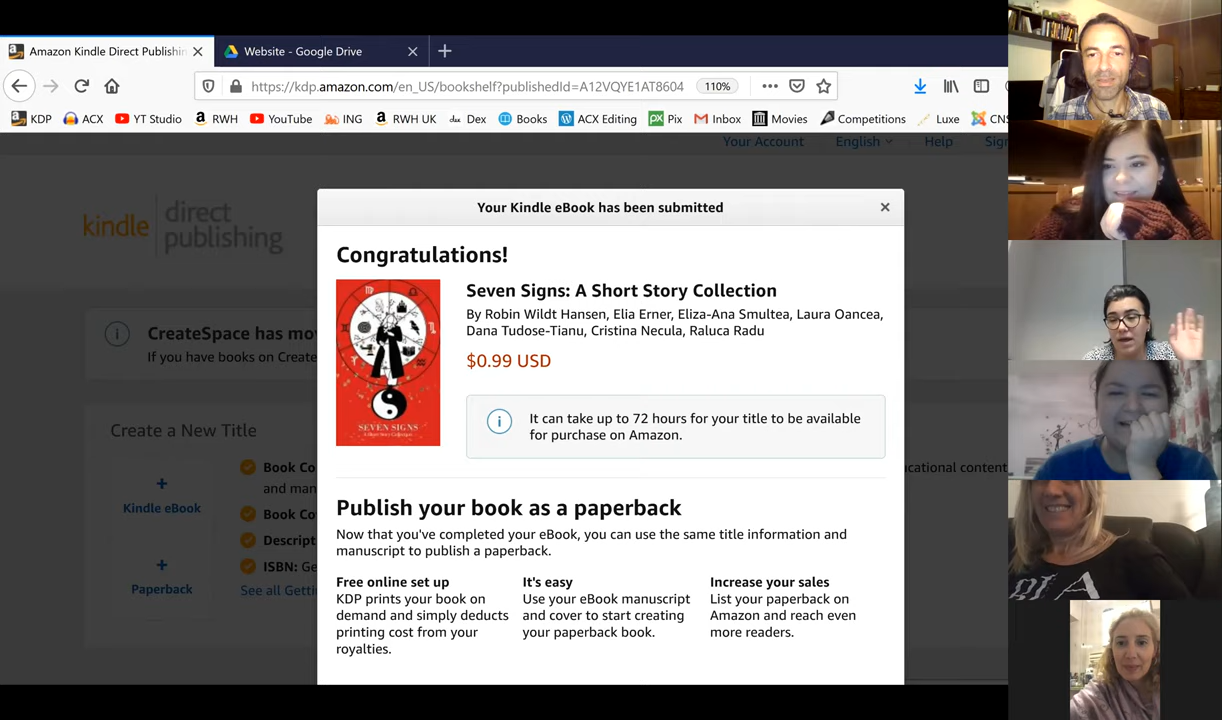 Amazon Kindle Direct Publishin
Website - Google Drive
https://kdp.amazon.com/en_US/bookshelf?publishedId=A12VQYE1AT8604
110%
KDP ACX YT Studio RWH YouTube ING RWH UK Dex Books ACX Editing Pix Inbox Movies Competitions Luxe CNS
Your Account English Help Sign
kindle direct publishing
CreateSpace has mov
If you have books on Create
Create a New Title
Kindle eBook
Paperback
Book Co
and man
Book Co
Descript
ISBN: Ge
See all Getti
ucational content
Your Kindle eBook has been submitted
Congratulations!
SEVEN SIGNS
A Short Story Collection
Seven Signs: A Short Story Collection
By Robin Wildt Hansen, Elia Erner, Eliza-Ana Smultea, Laura Oancea,
Dana Tudose-Tianu, Cristina Necula, Raluca Radu
$0.99 USD
It can take up to 72 hours for your title to be available
for purchase on Amazon.
Publish your book as a paperback
Now that you've completed your eBook, you can use the same title information and
manuscript to publish a paperback.
Free online set up
KDP prints your book on
demand and simply deducts
printing cost from your
royalties.
It's easy
Use your eBook manuscript
and cover to start creating
your paperback book.
Increase your sales
List your paperback on
Amazon and reach even
more readers.